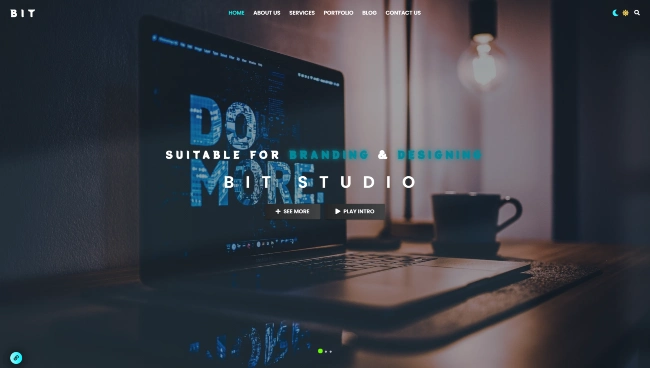 BIT
HOME ABOUT US SERVICES PORTFOLIO BLOG CONTACT US
DO
MORE.
SUITABLE FOR BRANDING & DESIGNING
BIT STUDIO
SEE MORE
PLAY INTRO